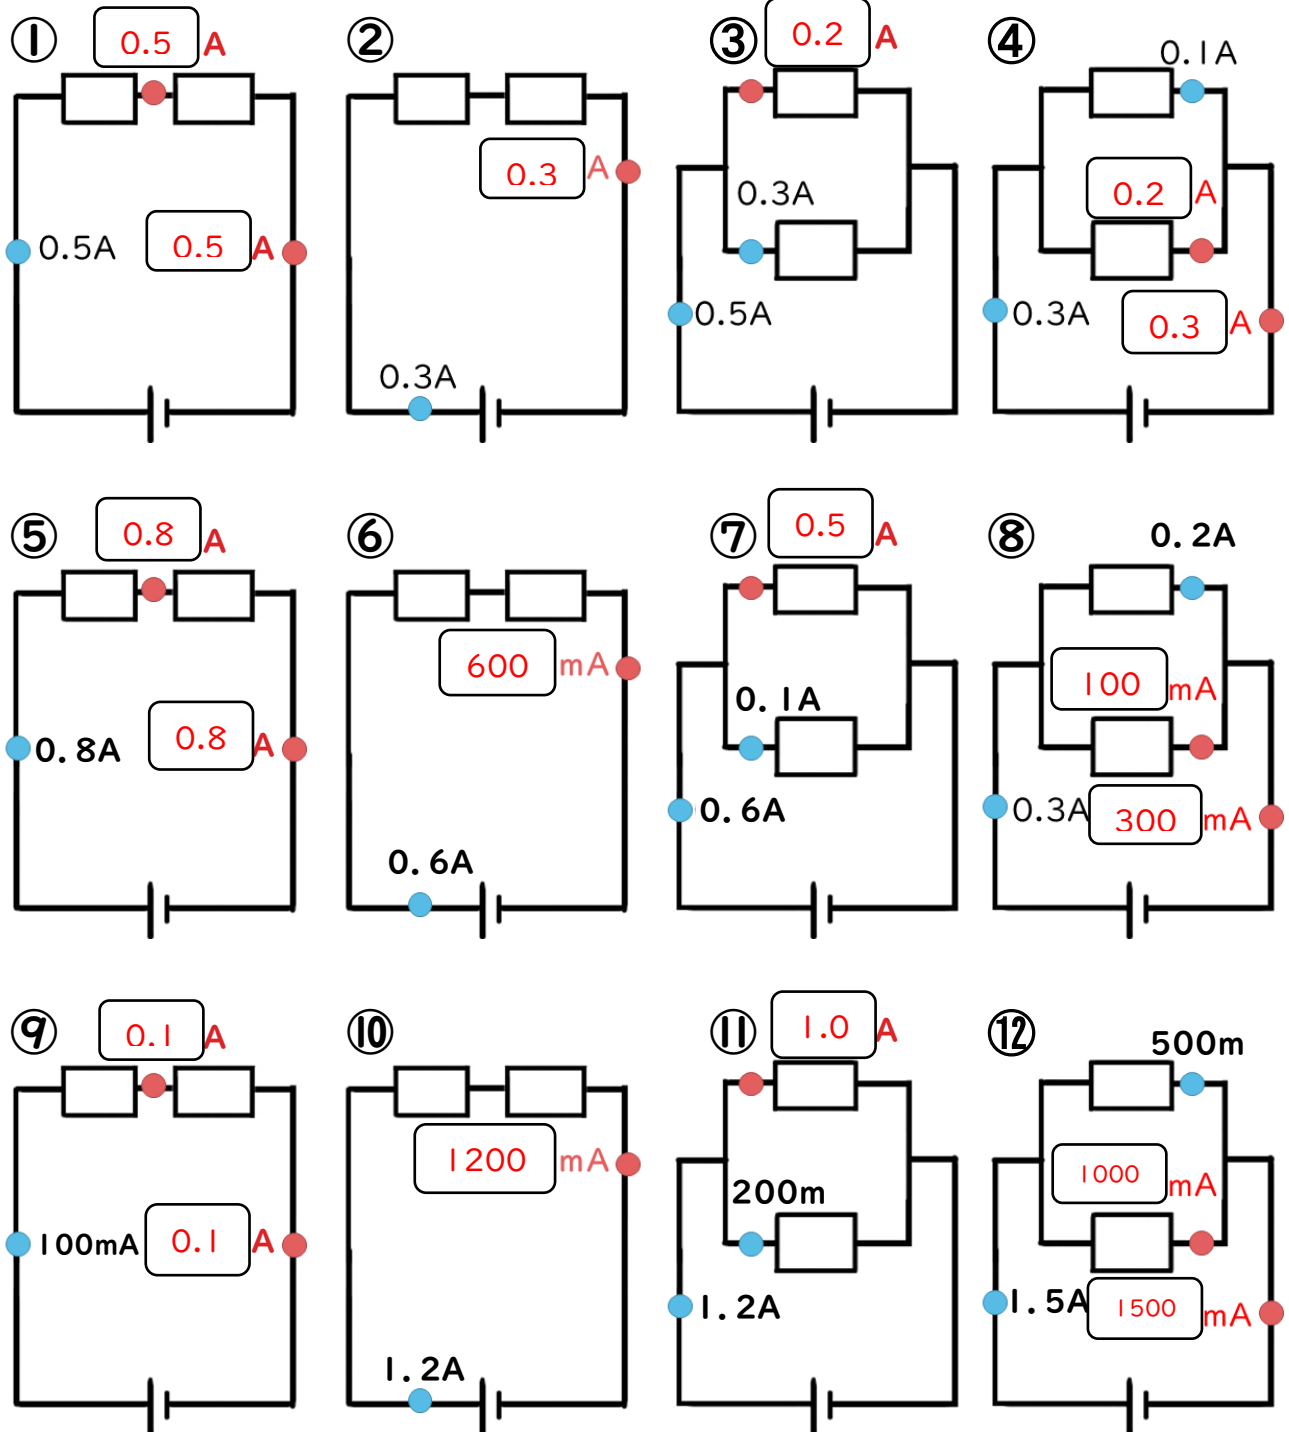 ① 0.5 A
0.5A 0.5 A
② 0.3 A
0.3A
③ 0.2 A
0.3A
0.5A
④ 0.1A
0.2 A
0.3A 0.3 A
⑤ 0.8 A
0.8A 0.8 A
⑥ 600 mA
0.6A
⑦ 0.5 A
0.1A
0.6A
⑧ 0.2A
100 mA
0.3A 300 mA
⑨ 0.1 A
100mA 0.1 A
⑩ 1200 mA
1.2A
⑪ 1.0 A
200m
1.2A
⑫ 500m
1000 mA
1.5A 1500 mA